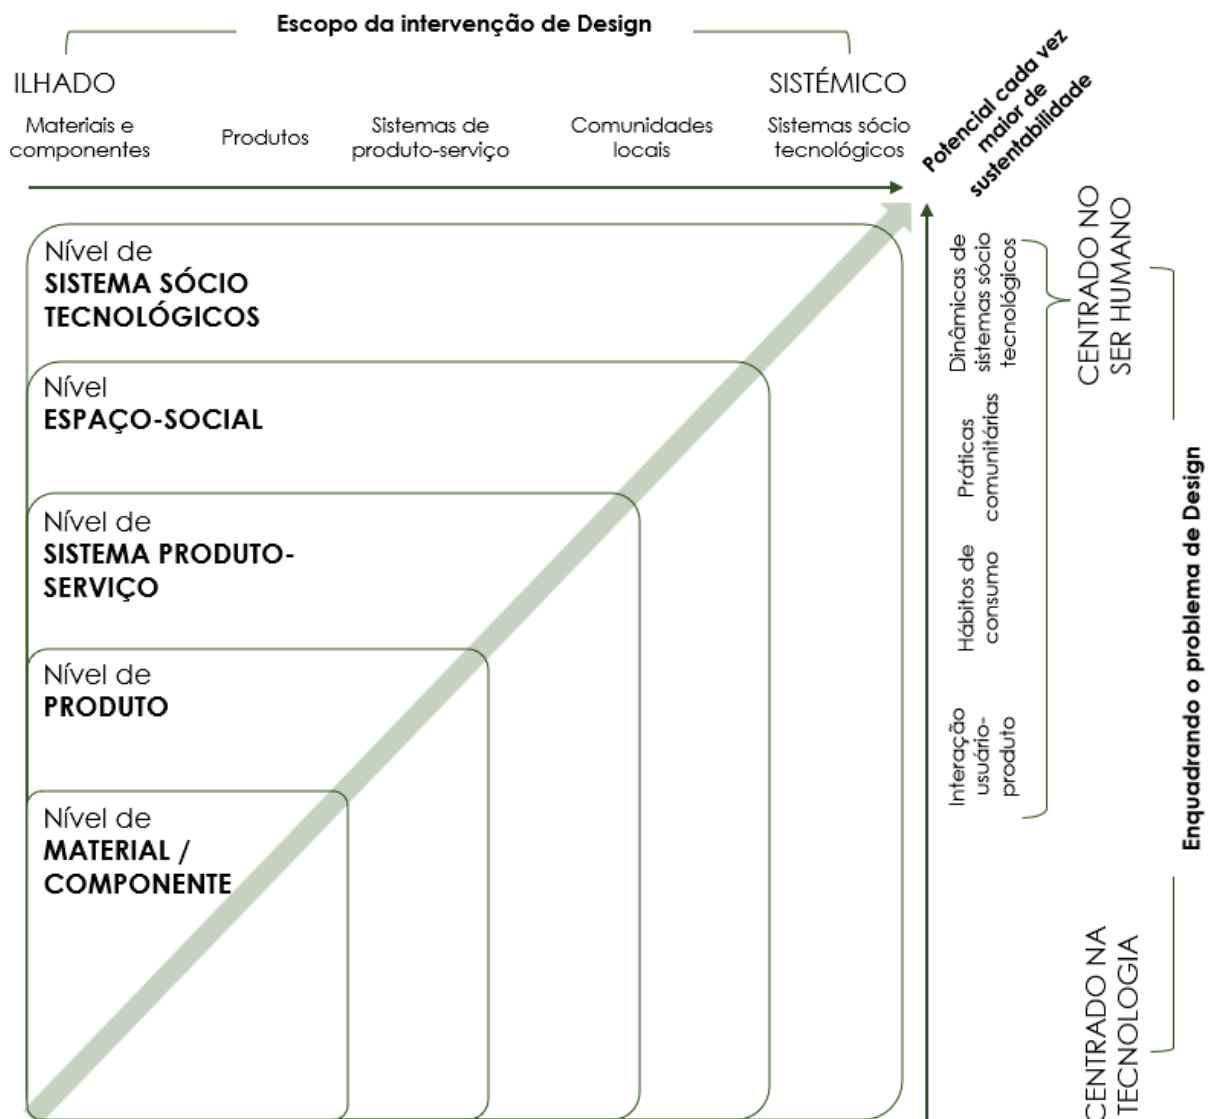 Escopo da intervenção de Design
ILHADO
SISTÉMICO
Materiais e
componentes
Produtos
Sistemas de
produto-serviço
Comunidades
locais
Sistemas sócio
tecnológicos
Potencial cada vez
maior de
sustentabilidade
Nível de
SISTEMA SÓCIO
TECNOLÓGICOS
Nível
ESPAÇO-SOCIAL
Nível de
SISTEMA PRODUTO-
SERVIÇO
Nível de
PRODUTO
Nível de
MATERIAL /
COMPONENTE
Dinâmicas de
sistemas sócio
tecnológicos
Práticas
comunitárias
Hábitos de
consumo
Interação
usuário-
produto
CENTRADO NO
SER HUMANO
CENTRADO NA
TECNOLOGIA
Enquadrando o problema de Design